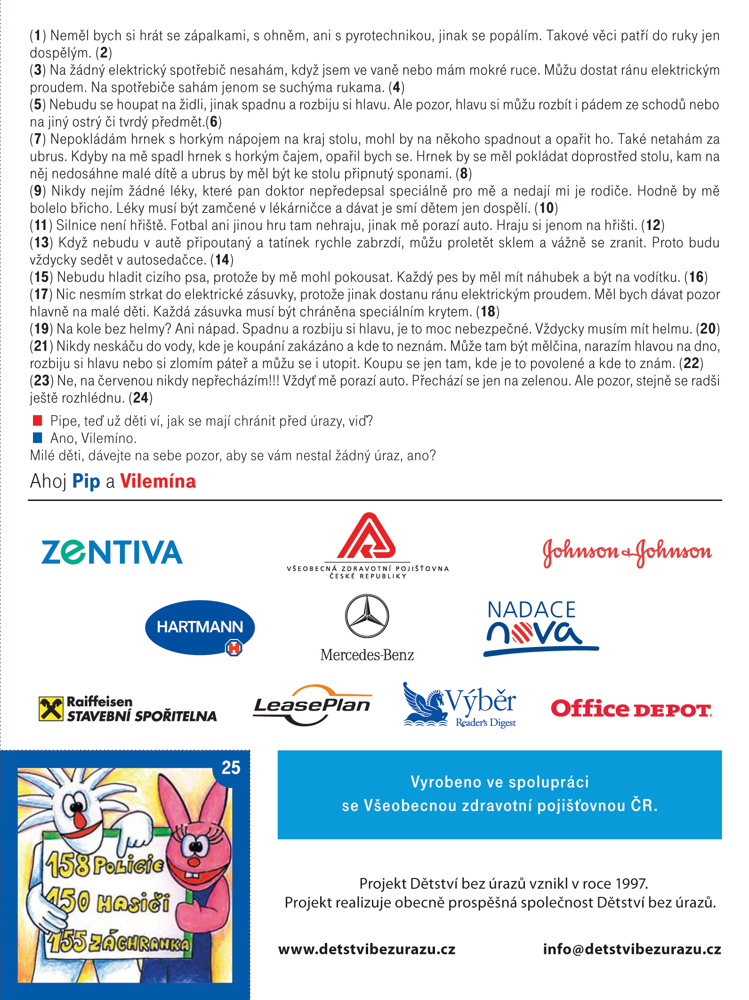 (1) Neměl bych si hrát se zápalkami, s ohněm, ani s pyrotechnikou, jinak se popálím. Takové věci patří do ruky jen
dospělým. (2)
(3) Na žádný elektrický spotřebič nesahám, když jsem ve vaně nebo mám mokré ruce. Můžu dostat ránu elektrickým
proudem. Na spotřebiče sahám jenom se suchýma rukama. (4)
(5) Nebudu se houpat na židli, jinak spadnu a rozbiju si hlavu. Ale pozor, hlavu si můžu rozbít i pádem ze schodů nebo
na jiný ostrý či tvrdý předmět.(6)
(7) Nepokládám hrnek s horkým nápojem na kraj stolu, mohl by na někoho spadnout a opařit ho. Také netahám za
ubrus. Kdyby na mě spadl hrnek s horkým čajem, opařil bych se. Hrnek by se měl pokládat doprostřed stolu, kam na
něj nedosáhne malé dítě a ubrus by měl být ke stolu připnutý sponami. (8)
(9) Nikdy nejím žádné léky, které pan doktor nepředepsal speciálně pro mě a nedají mi je rodiče. Hodně by mě
bolelo břicho. Léky musí být zamčené v lékárničce a dávat je smí dětem jen dospělí. (10)
(11) Silnice není hřiště. Fotbal ani jinou hru tam nehraju, jinak mě porazí auto. Hraju si jenom na hřišti. (12)
(13) Když nebudu v autě připoutaný a tatínek rychle zabrzdí, můžu proletět sklem a vážně se zranit. Proto budu
vždycky sedět v autosedačce. (14)
(15) Nebudu hladit cizího psa, protože by mě mohl pokousat. Každý pes by měl mít náhubek a být na vodítku. (16)
(17) Nic nesmím strkat do elektrické zásuvky, protože jinak dostanu ránu elektrickým proudem. Měl bych dávat pozor
hlavně na malé děti. Každá zásuvka musí být chráněna speciálním krytem. (18)
(19) Na kole bez helmy? Ani nápad. Spadnu a rozbiju si hlavu, je to moc nebezpečné. Vždycky musím mít helmu. (20)
(21) Nikdy neskáču do vody, kde je koupání zakázáno a kde to neznám. Může tam být mělčina, narazím hlavou na dno,
rozbiju si hlavu nebo si zlomím páteř a můžu se i utopit. Koupu se jen tam, kde je to povolené a kde to znám. (22)
(23) Ne, na červenou nikdy nepřecházím!!! Vždyť mě porazí auto. Přechází se jen na zelenou. Ale pozor, stejně se radši
ještě rozhlédnu. (24)
Pipe, teď už děti ví, jak se mají chránit před úrazy, viď?
Ano, Vilemíno.
Milé děti, dávejte na sebe pozor, aby se vám nestal žádný úraz, ano?
Ahoj Pip a Vilemína
ZENTIVA
VŠEOBECNÁ ZDRAVOTNÍ POJIŠŤOVNA
ČESKÉ REPUBLIKY
Johnson & Johnson
HARTMANN
H
Mercedes-Benz
NADACE
nova
Raiffeisen
STAVEBNÍ SPOŘITELNA
LeasePlan
Výběr
Reader's Digest
Office DEPOT®
25
158 POLICIE
150 HASIČI
155 ZÁCHRANKA
Vyrobeno ve spolupráci
se Všeobecnou zdravotní pojišťovnou ČR.
Projekt Dětství bez úrazů vznikl v roce 1997.
Projekt realizuje obecně prospěšná společnost Dětství bez úrazů.
www.detstvibezurazu.cz info@detstvibezurazu.cz